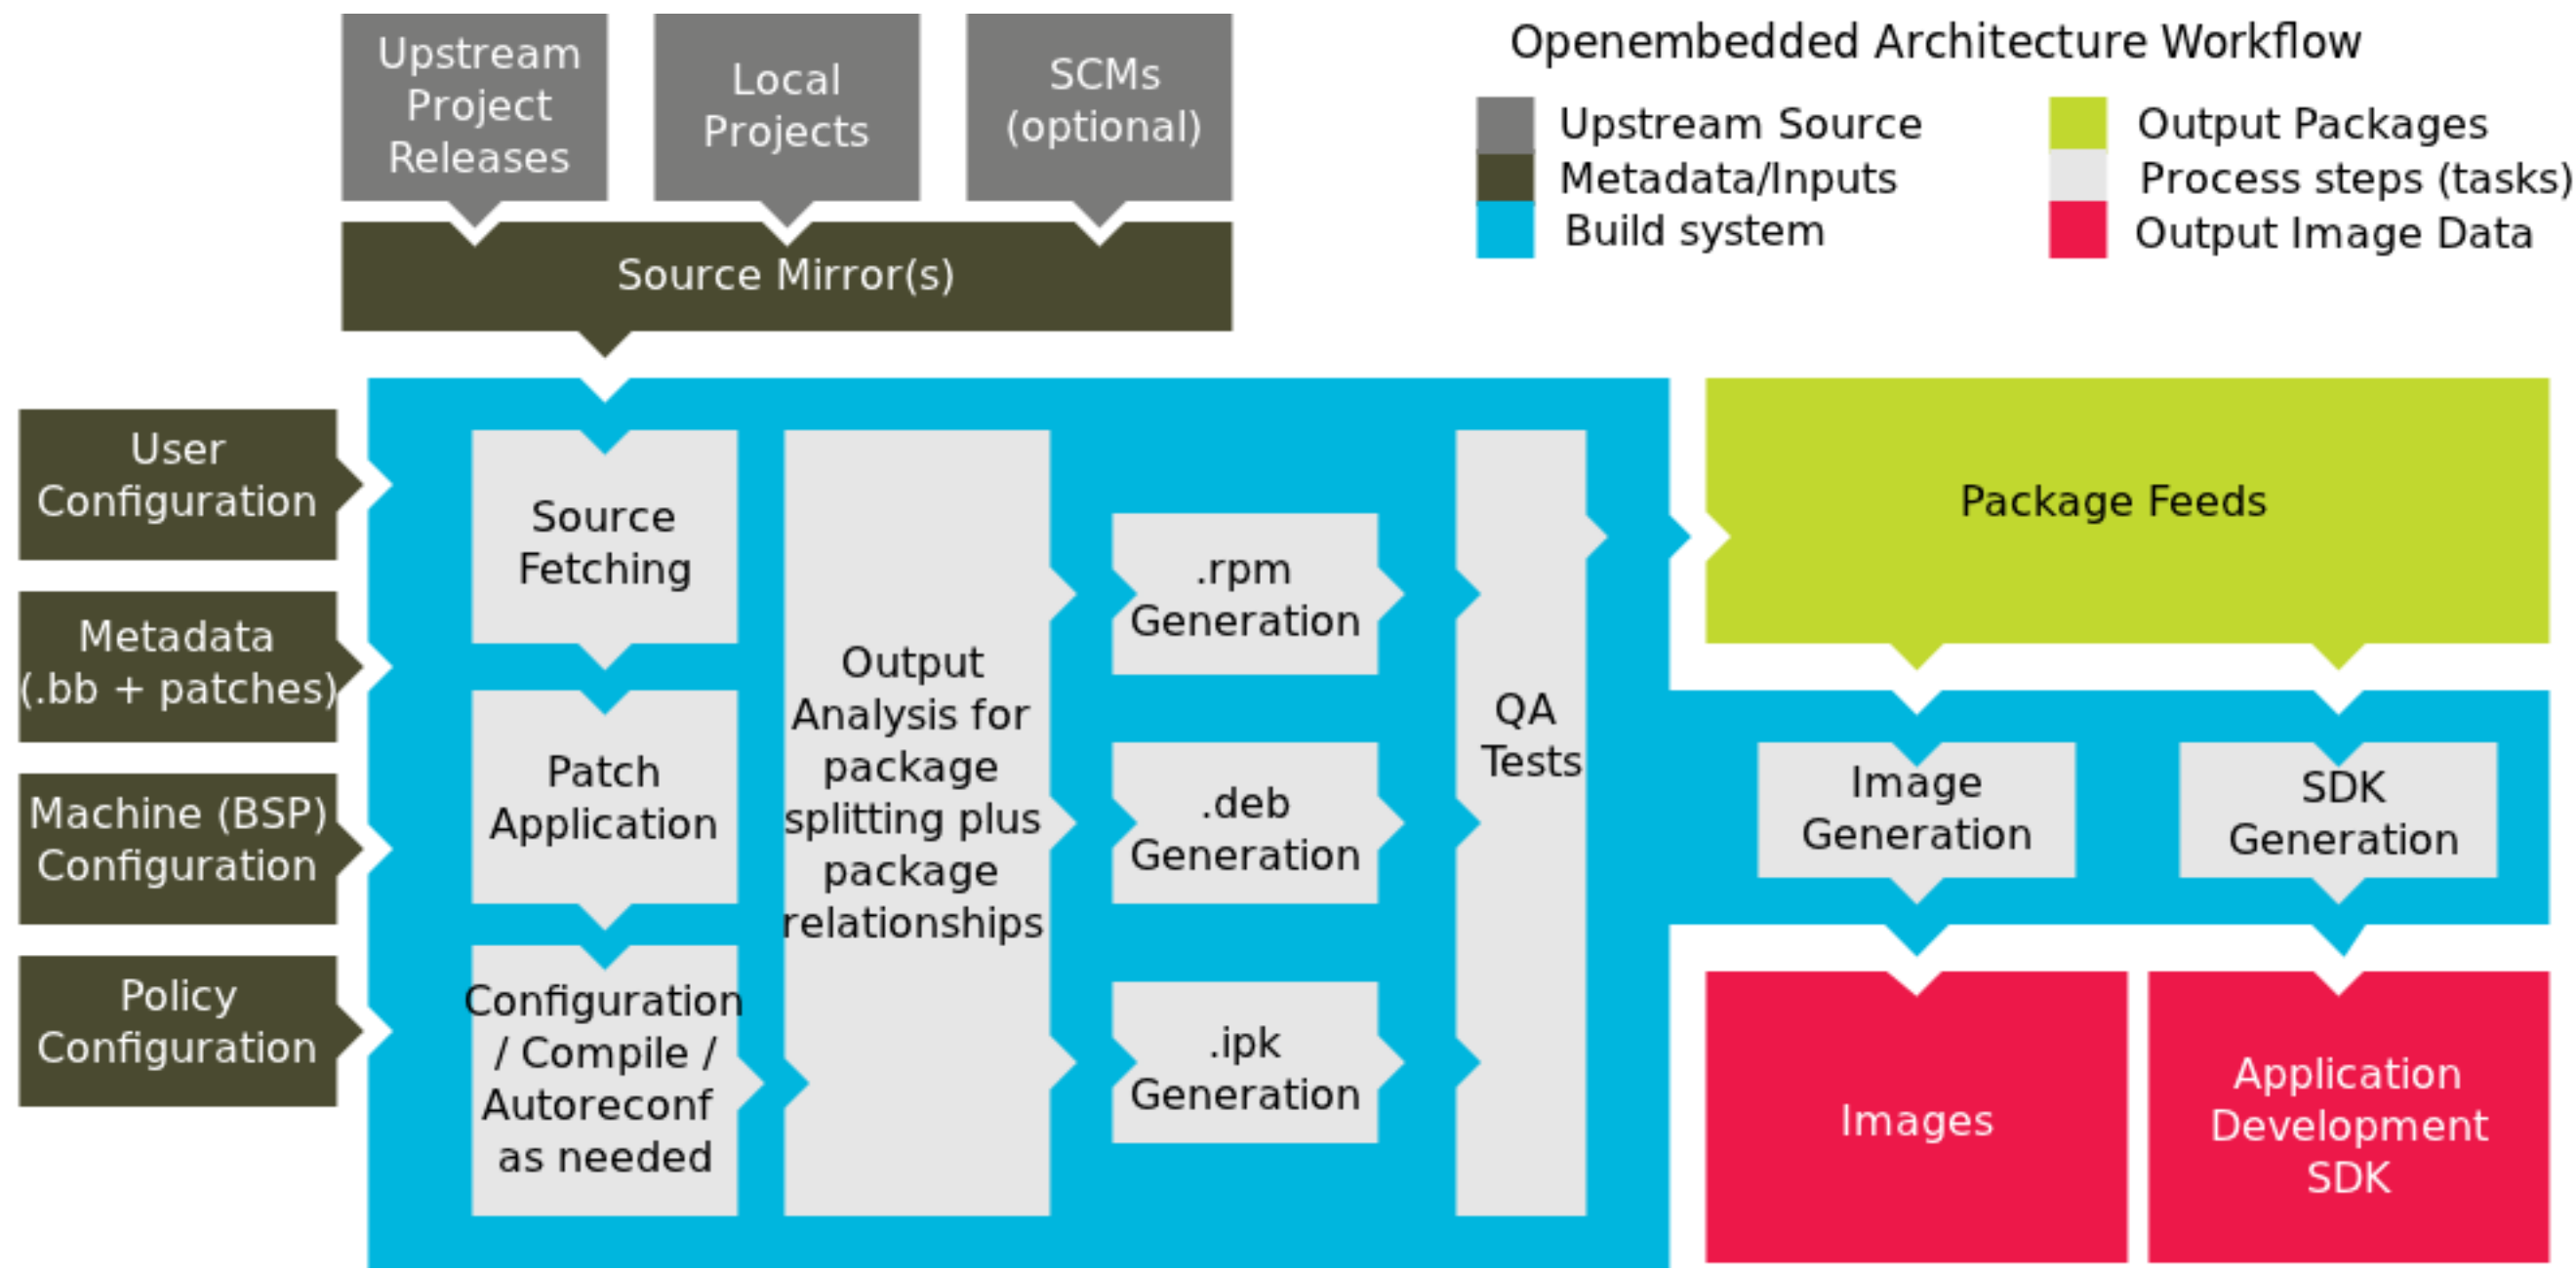 Upstream
Project
Releases
Local
Projects
SCMs
(optional)
Openembedded Architecture Workflow
Upstream Source
Metadata/Inputs
Build system
Output Packages
Process steps (tasks)
Output Image Data
Source Mirror(s)
User
Configuration
Metadata
(.bb + patches)
Machine (BSP)
Configuration
Policy
Configuration
Source
Fetching
Patch
Application
Configuration
/ Compile /
Autoreconf
as needed
Output
Analysis for
package
splitting plus
package
relationships
.rpm
Generation
.deb
Generation
.ipk
Generation
QA
Tests
Package Feeds
Image
Generation
SDK
Generation
Images
Application
Development
SDK